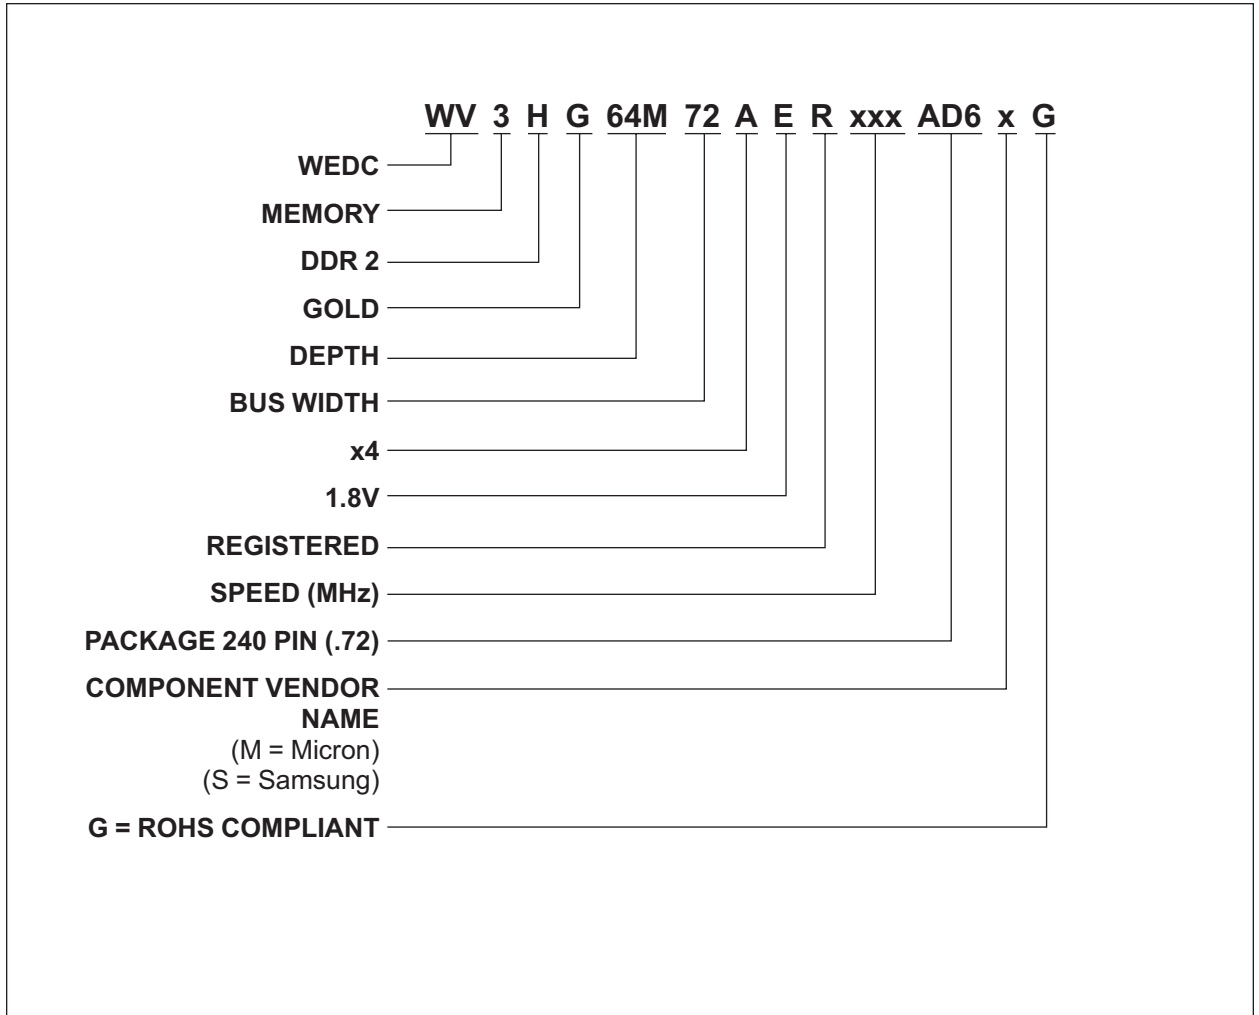 WV 3 H G 64M 72 A E R xxx AD6 x G
WEDC
MEMORY
DDR 2
GOLD
DEPTH
BUS WIDTH
x4
1.8V
REGISTERED
SPEED (MHz)
PACKAGE 240 PIN (.72)
COMPONENT VENDOR
NAME
(M = Micron)
(S = Samsung)
G = ROHS COMPLIANT